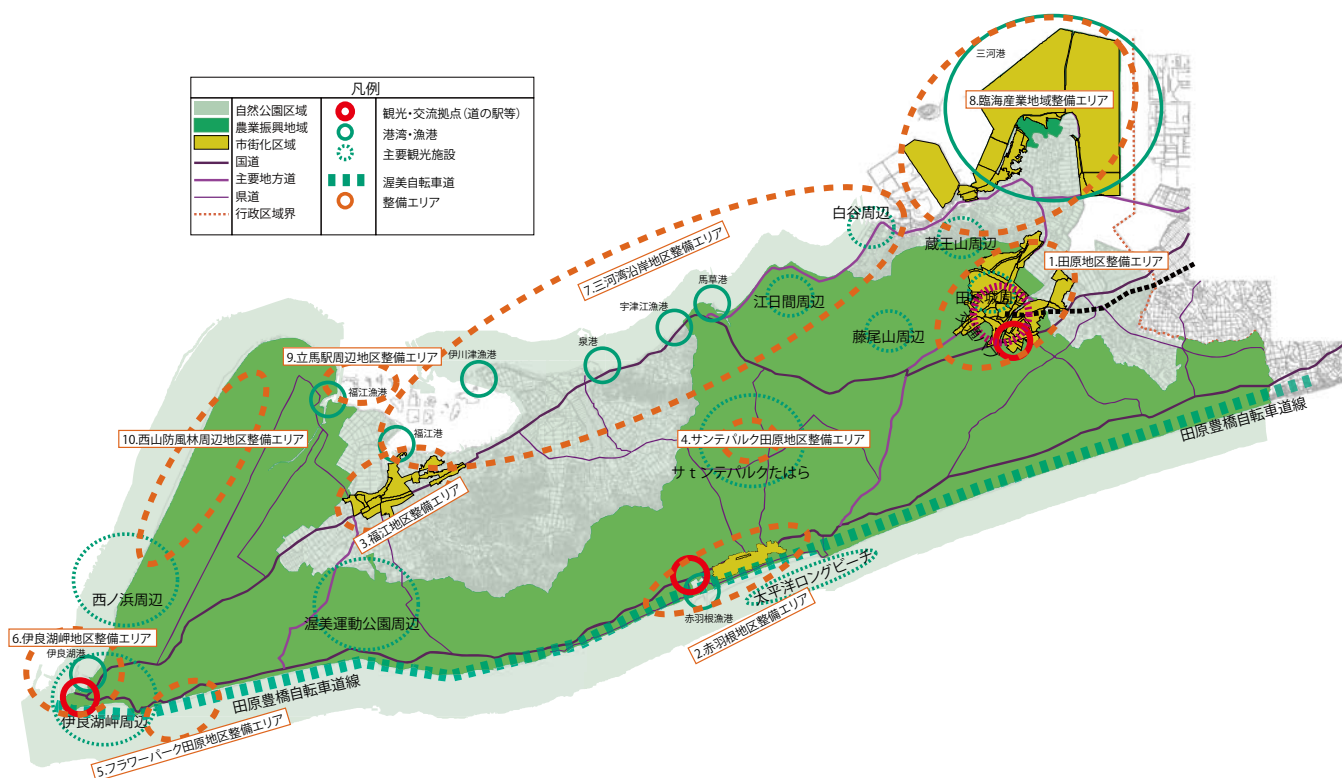 凡例
自然公園区域
農業振興地域
市街化区域
国道
主要地方道
県道
行政区域界
観光・交流拠点(道の駅等)
港湾・漁港
主要観光施設
渥美自転車道
整備エリア
三河港
8.臨海産業地域整備エリア
白谷周辺
蔵王山周辺
7.三河湾沿岸地区整備エリア
1.田原地区整備エリア
馬草港
江日間周辺
田原城周辺
宇津江漁港
藤尾山周辺
泉港
伊川津漁港
9.立馬駅周辺地区整備エリア
福江漁港
10.西山防風林周辺地区整備エリア
福江港
4.サンテパルク田原地区整備エリア
サtンテパルクたはら
田原豊橋自転車道線
3.福江地区整備エリア
太平洋ロングビーチ
西ノ浜周辺
渥美運動公園周辺
赤羽根漁港
2.赤羽根地区整備エリア
6.伊良湖岬地区整備エリア
伊良湖港
田原豊橋自転車道線
伊良湖岬周辺
5.フラワーパーク田原地区整備エリア